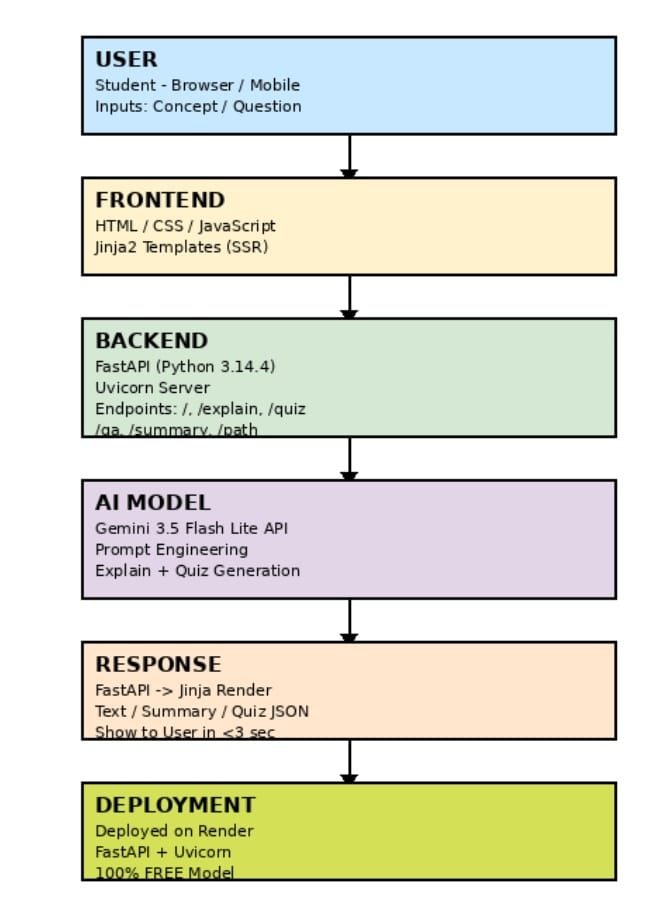 USER
Student - Browser / Mobile
Inputs: Concept / Question
FRONTEND
HTML / CSS / JavaScript
Jinja2 Templates (SSR)
BACKEND
FastAPI (Python 3.14.4)
Uvicorn Server
Endpoints: /, /explain, /quiz
/qa, /summary, /path
AI MODEL
Gemini 3.5 Flash Lite API
Prompt Engineering
Explain + Quiz Generation
RESPONSE
FastAPI -> Jinja Render
Text / Summary / Quiz JSON
Show to User in <3 sec
DEPLOYMENT
Deployed on Render
FastAPI + Uvicorn
100% FREE Model